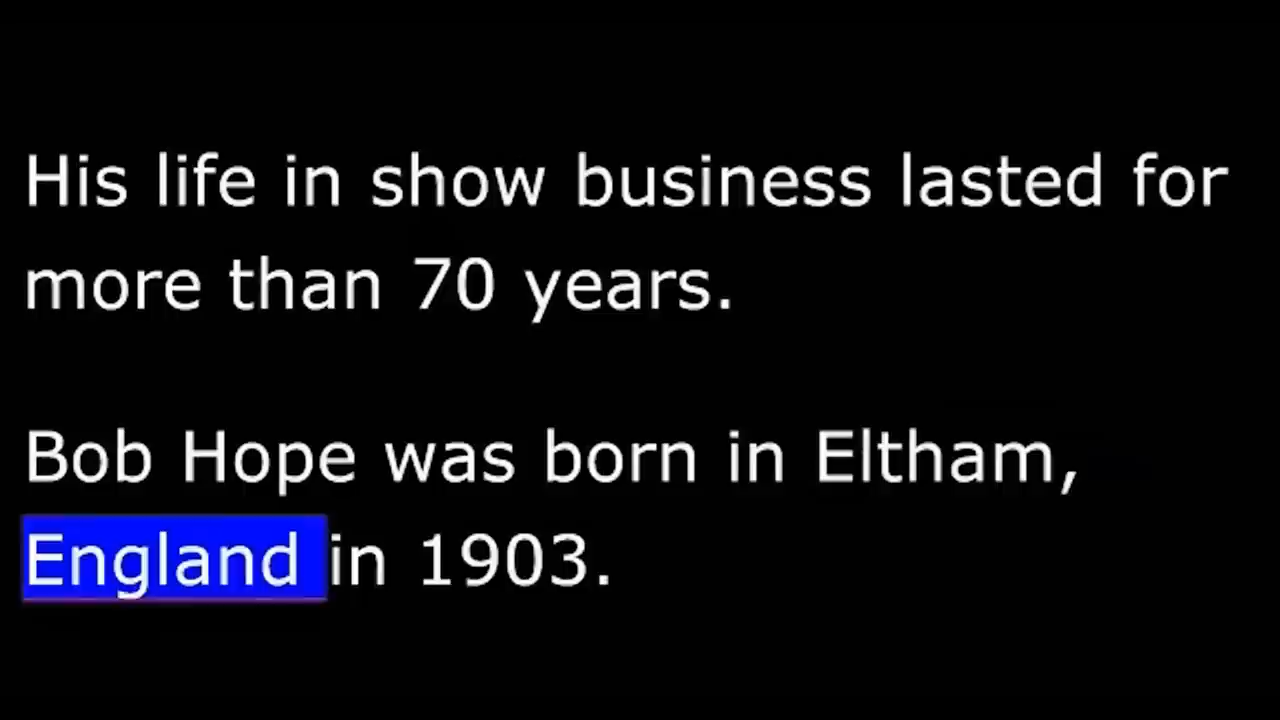 His life in show business lasted for
more than 70 years.
Bob Hope was born in Eltham,
England in 1903.